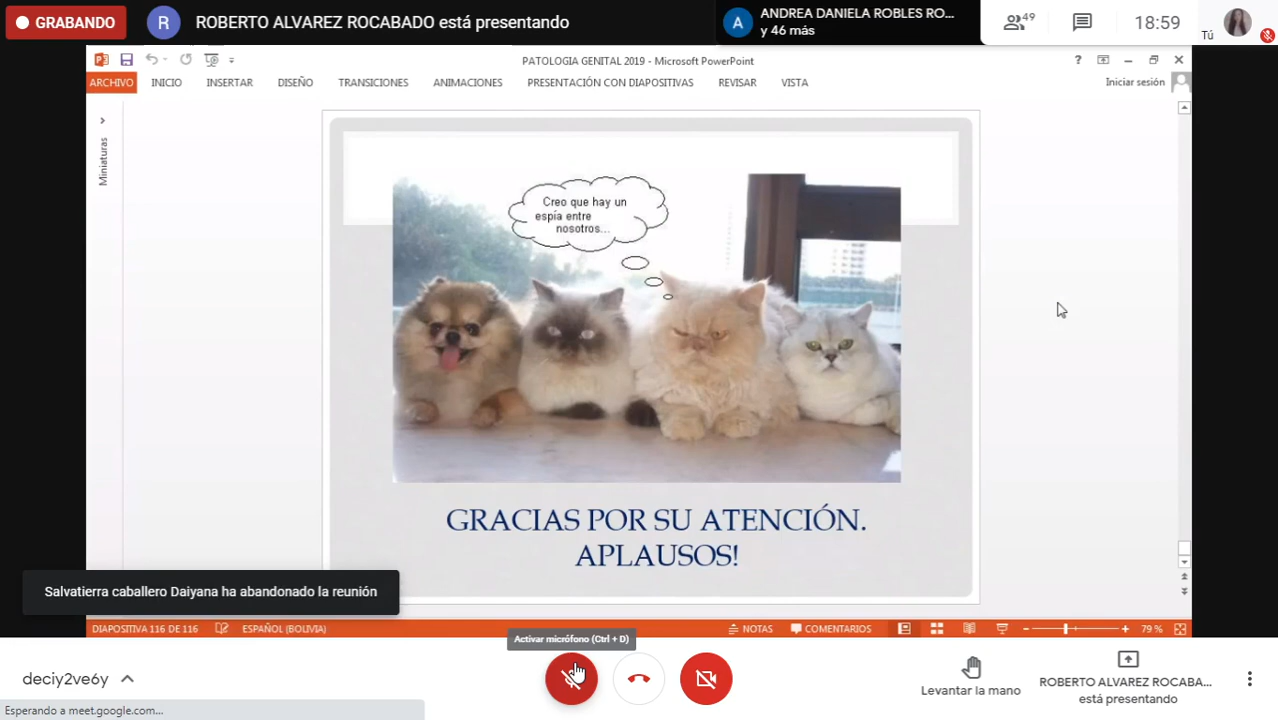 GRABANDO
R
ROBERTO ALVAREZ ROCABADO está presentando
A
ANDREA DANIELA ROBLES RO...
y 46 más
49
18:59
Tú
PATOLOGIA GENITAL 2019 - Microsoft PowerPoint
?
ARCHIVO
INICIO
INSERTAR
DISEÑO
TRANSICIONES
ANIMACIONES
PRESENTACIÓN CON DIAPOSITIVAS
REVISAR
VISTA
Iniciar sesión
Miniaturas
Creo que hay un
espía entre
nosotros...
GRACIAS POR SU ATENCIÓN.
APLAUSOS!
Salvatierra caballero Daiyana ha abandonado la reunión
DIAPOSITIVA 116 DE 116
ESPAÑOL (BOLIVIA)
NOTAS
COMENTARIOS
79 %
Activar micrófono (Ctrl + D)
deciy2ve6y
Levantar la mano
ROBERTO ALVAREZ ROCABA...
está presentando
Esperando a meet.google.com...